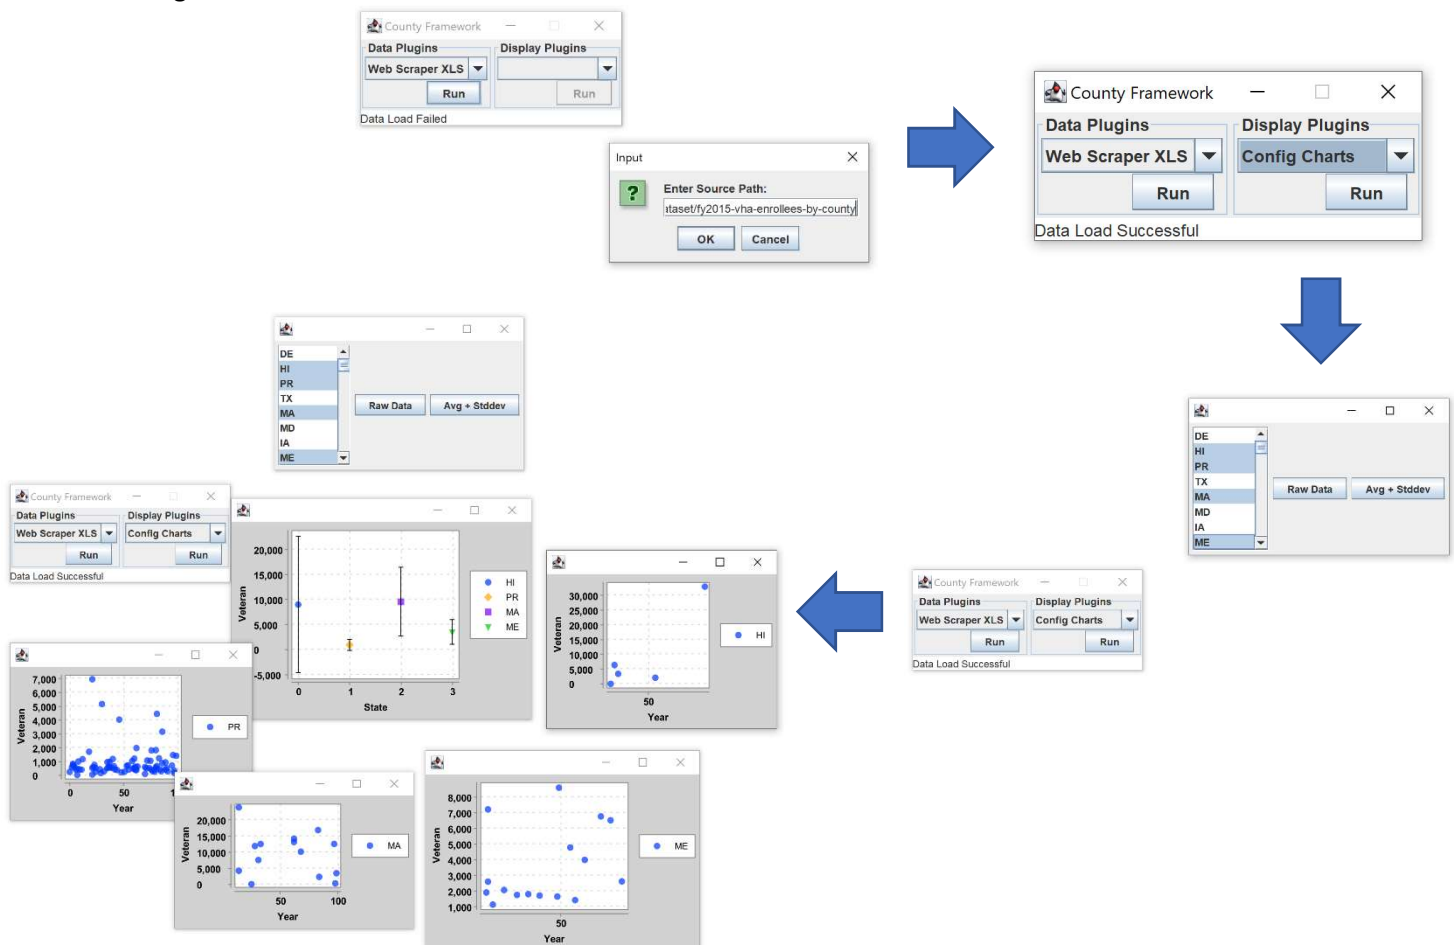 County Framework
Data Plugins
Display Plugins
Web Scraper XLS
Run
Run
Data Load Failed
Input
Enter Source Path:
ataset/fy2015-vha-enrollees-by-county
OK
Cancel
County Framework
Data Plugins
Display Plugins
Web Scraper XLS
Config Charts
Run
Run
Data Load Successful
DE
HI
PR
TX
MA
MD
IA
ME
Raw Data
Avg + Stddev
DE
HI
PR
TX
MA
MD
IA
ME
Raw Data
Avg + Stddev
County Framework
Data Plugins
Display Plugins
Web Scraper XLS
Config Charts
Run
Run
Data Load Successful
County Framework
Data Plugins
Display Plugins
Web Scraper XLS
Config Charts
Run
Run
Data Load Successful
Veteran
20,000
15,000
10,000
5,000
0
-5,000
0
1
2
3
State
HI
PR
MA
ME
Veteran
30,000
25,000
20,000
15,000
10,000
5,000
0
50
Year
HI
Veteran
7,000
6,000
5,000
4,000
3,000
2,000
1,000
0
0
50
Year
PR
Veteran
20,000
15,000
10,000
5,000
0
50
100
Year
MA
Veteran
8,000
7,000
6,000
5,000
4,000
3,000
2,000
1,000
50
Year
ME